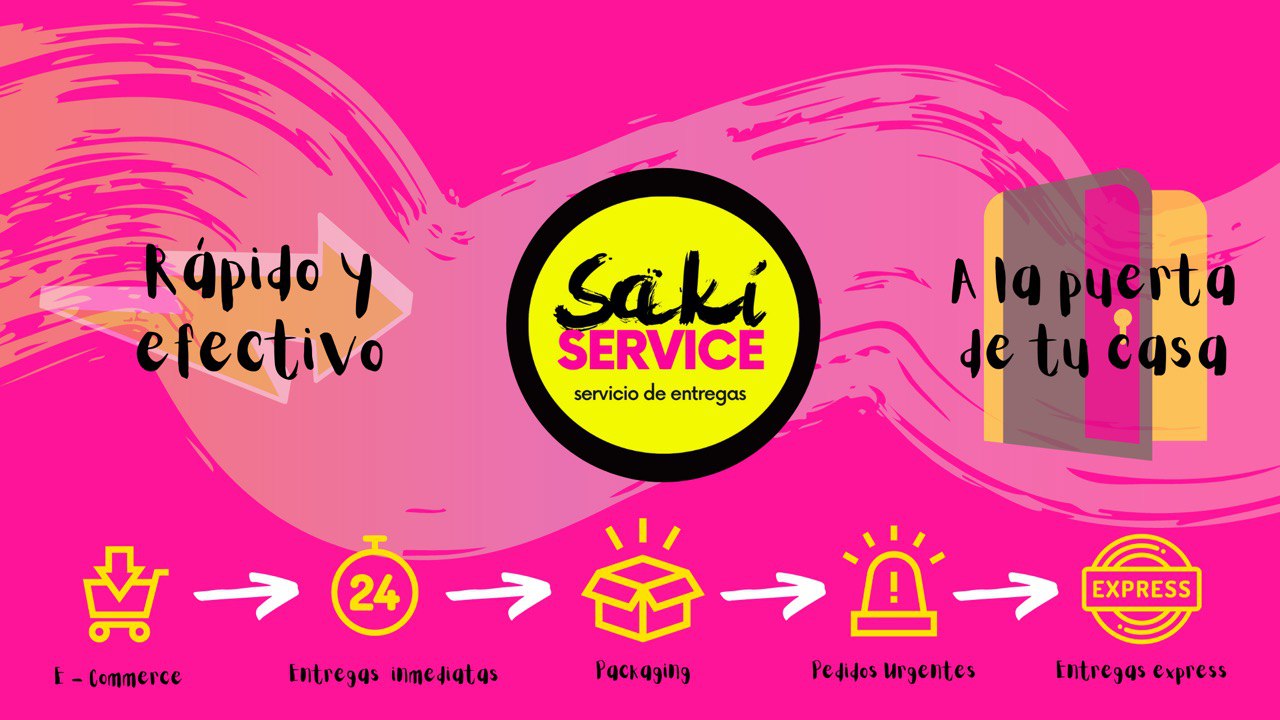 Rápido y
efectivo
Saki
SERVICE
servicio de entregas
A la puerta
de tu casa
24
EXPRESS
E - Commerce
Entregas inmediatas
Packaging
Pedidos Urgentes
Entregas express